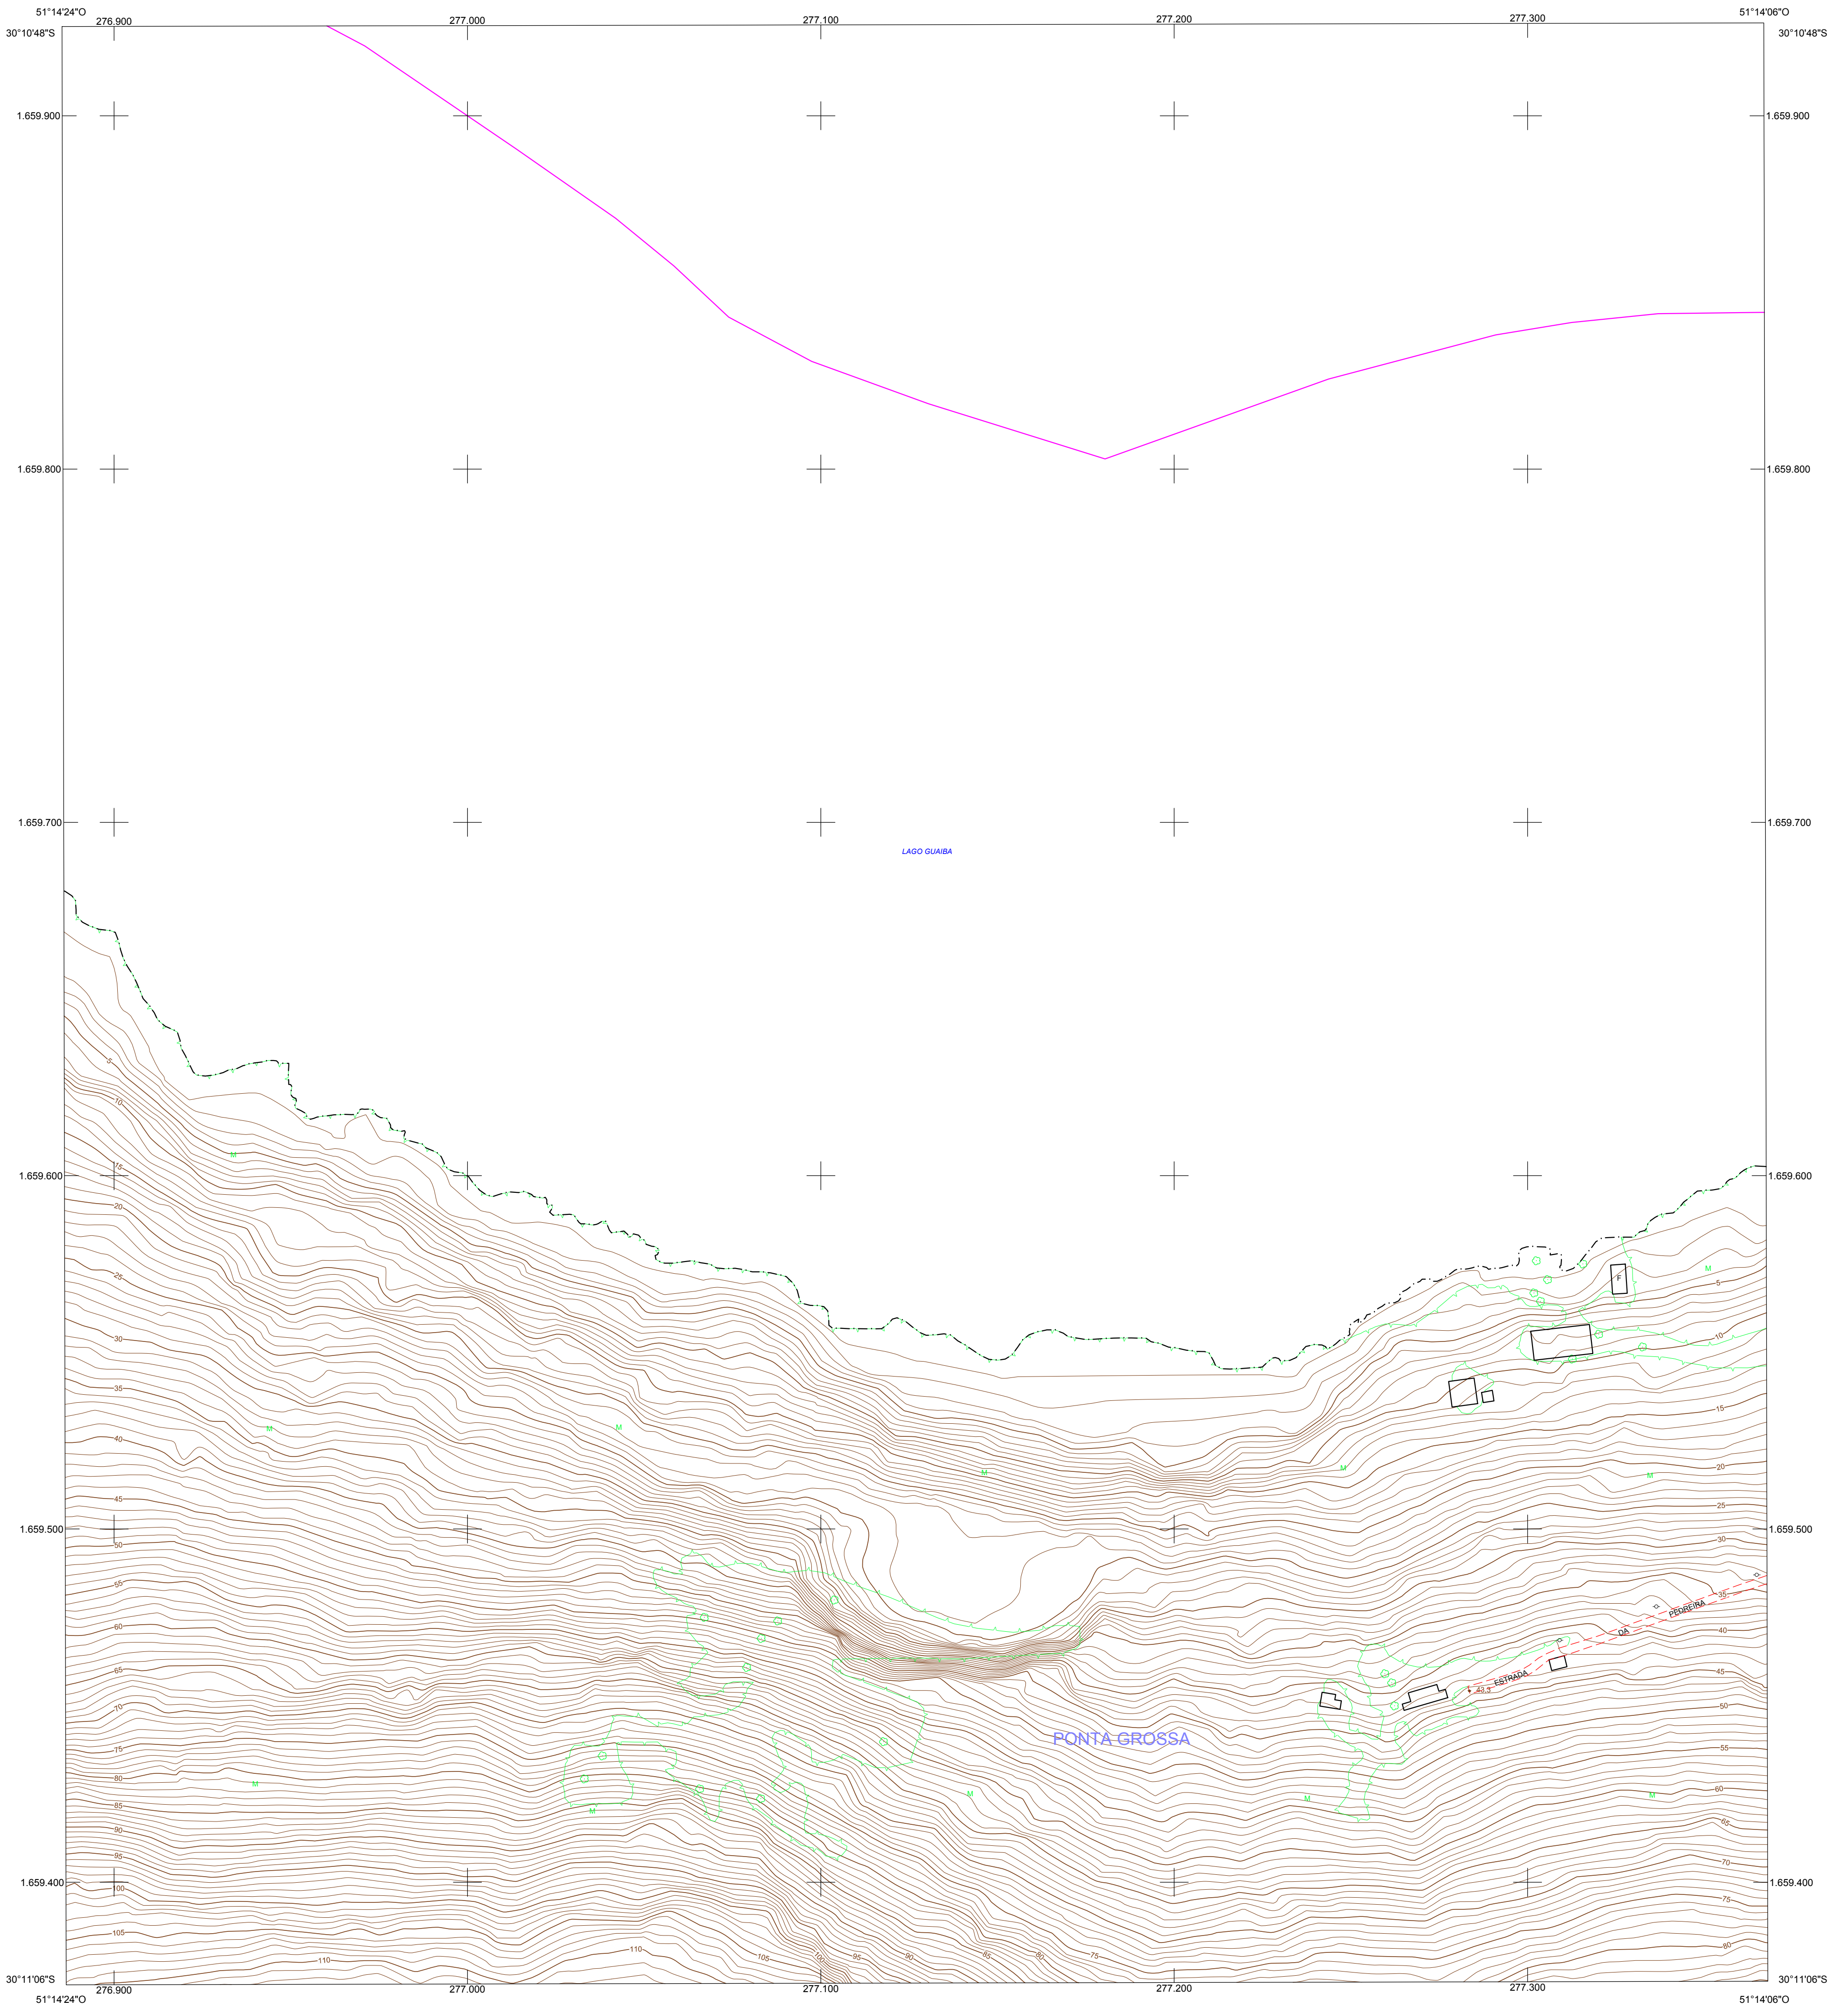 51°14'24"O
276.900
277.000
277.100
277.200
277.300
51°14'06"O
30°10'48"S
30°10'48"S
1.659.900
1.659.900
1.659.800
1.659.800
1.659.700
1.659.700
LAGO GUAIBA
5
10
M
15
1.659.600
1.659.600
20
M
25
F
5
30
10
35
15
M
M
40
M
M
20
M
45
25
1.659.500
1.659.500
50
30
55
35
60
ESTRADA DA PEDREIRA
40
65
45
43.3
70
50
PONTA GROSSA
75
55
80
M
M
M
60
M
85
M
65
90
95
70
1.659.400
1.659.400
100
75
105
110
110
105
100
95
90
85
80
75
80
30°11'06"S
30°11'06"S
276.900
277.000
277.100
277.200
277.300
51°14'24"O
51°14'06"O